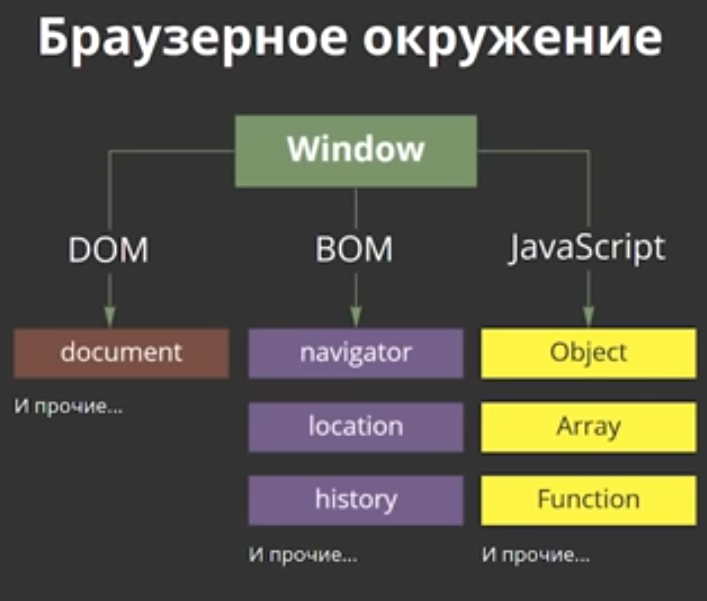 Браузерное окружение
Window
DOM
BOM
JavaScript
document
navigator
Object
И прочие...
location
Array
history
Function
И прочие...
И прочие...